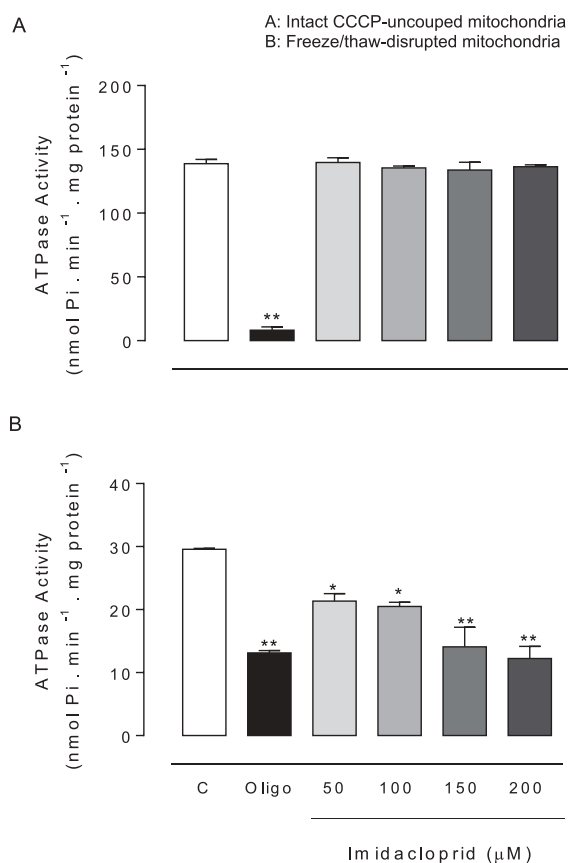 A
A: Intact CCCP-uncouped mitochondria
B: Freeze/thaw-disrupted mitochondria
ATPase Activity
(nmol Pi . min⁻¹ . mg protein⁻¹)
200
150
100
50
0
**
B
ATPase Activity
(nmol Pi . min⁻¹ . mg protein⁻¹)
40
30
20
10
0
**
*
*
**
**
C Oligo 50 100 150 200
Imidacloprid (μM)